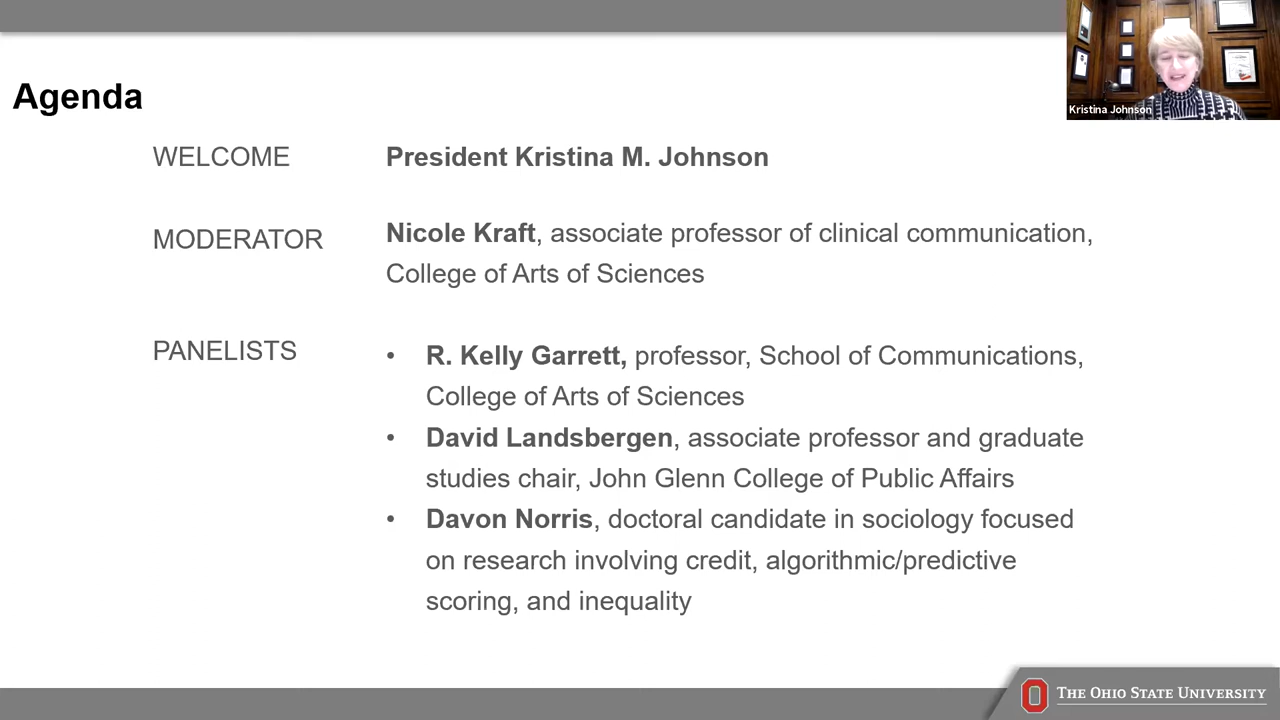 Agenda
Kristina Johnson
WELCOME
President Kristina M. Johnson
MODERATOR
Nicole Kraft, associate professor of clinical communication,
College of Arts of Sciences
PANELISTS
• R. Kelly Garrett, professor, School of Communications,
College of Arts of Sciences
• David Landsbergen, associate professor and graduate
studies chair, John Glenn College of Public Affairs
• Davon Norris, doctoral candidate in sociology focused
on research involving credit, algorithmic/predictive
scoring, and inequality
THE OHIO STATE UNIVERSITY